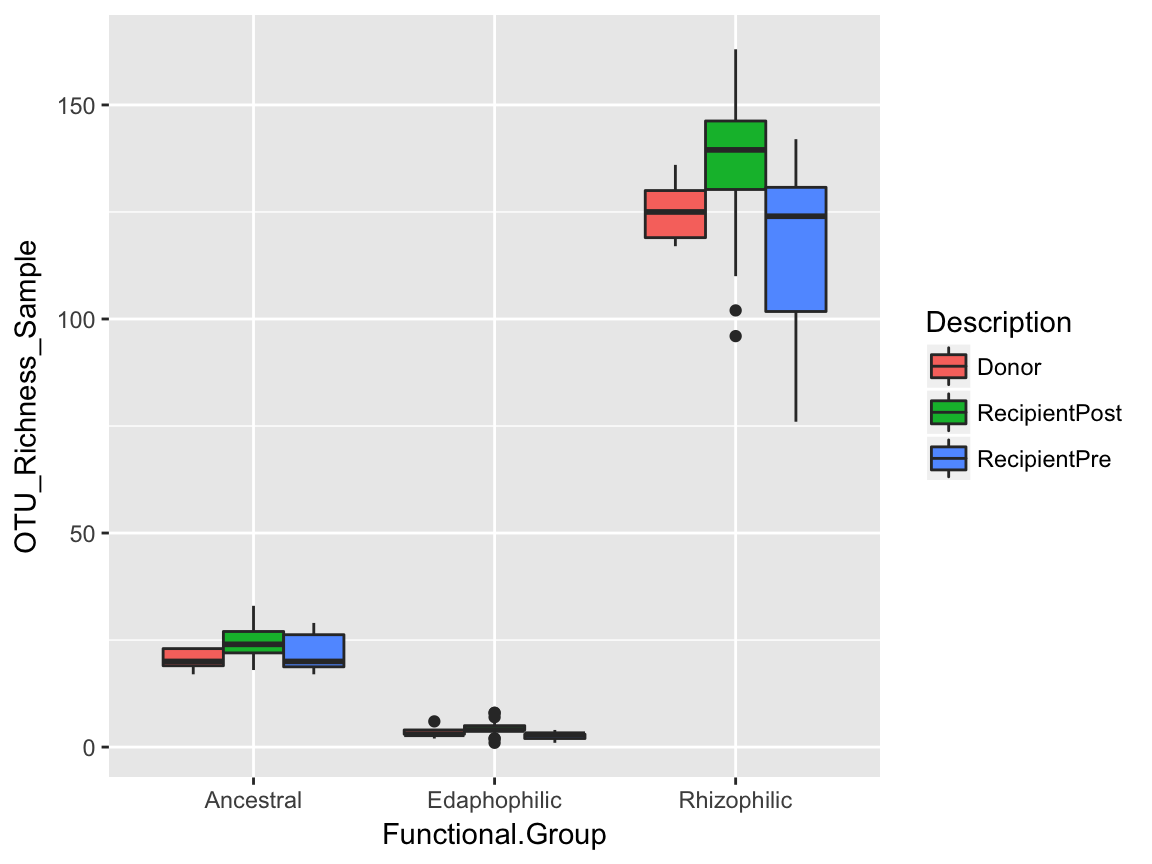 OTU_Richness_Sample
150
100
50
0
Ancestral
Edaphophilic
Rhizophilic
Functional.Group
Description
Donor
RecipientPost
RecipientPre